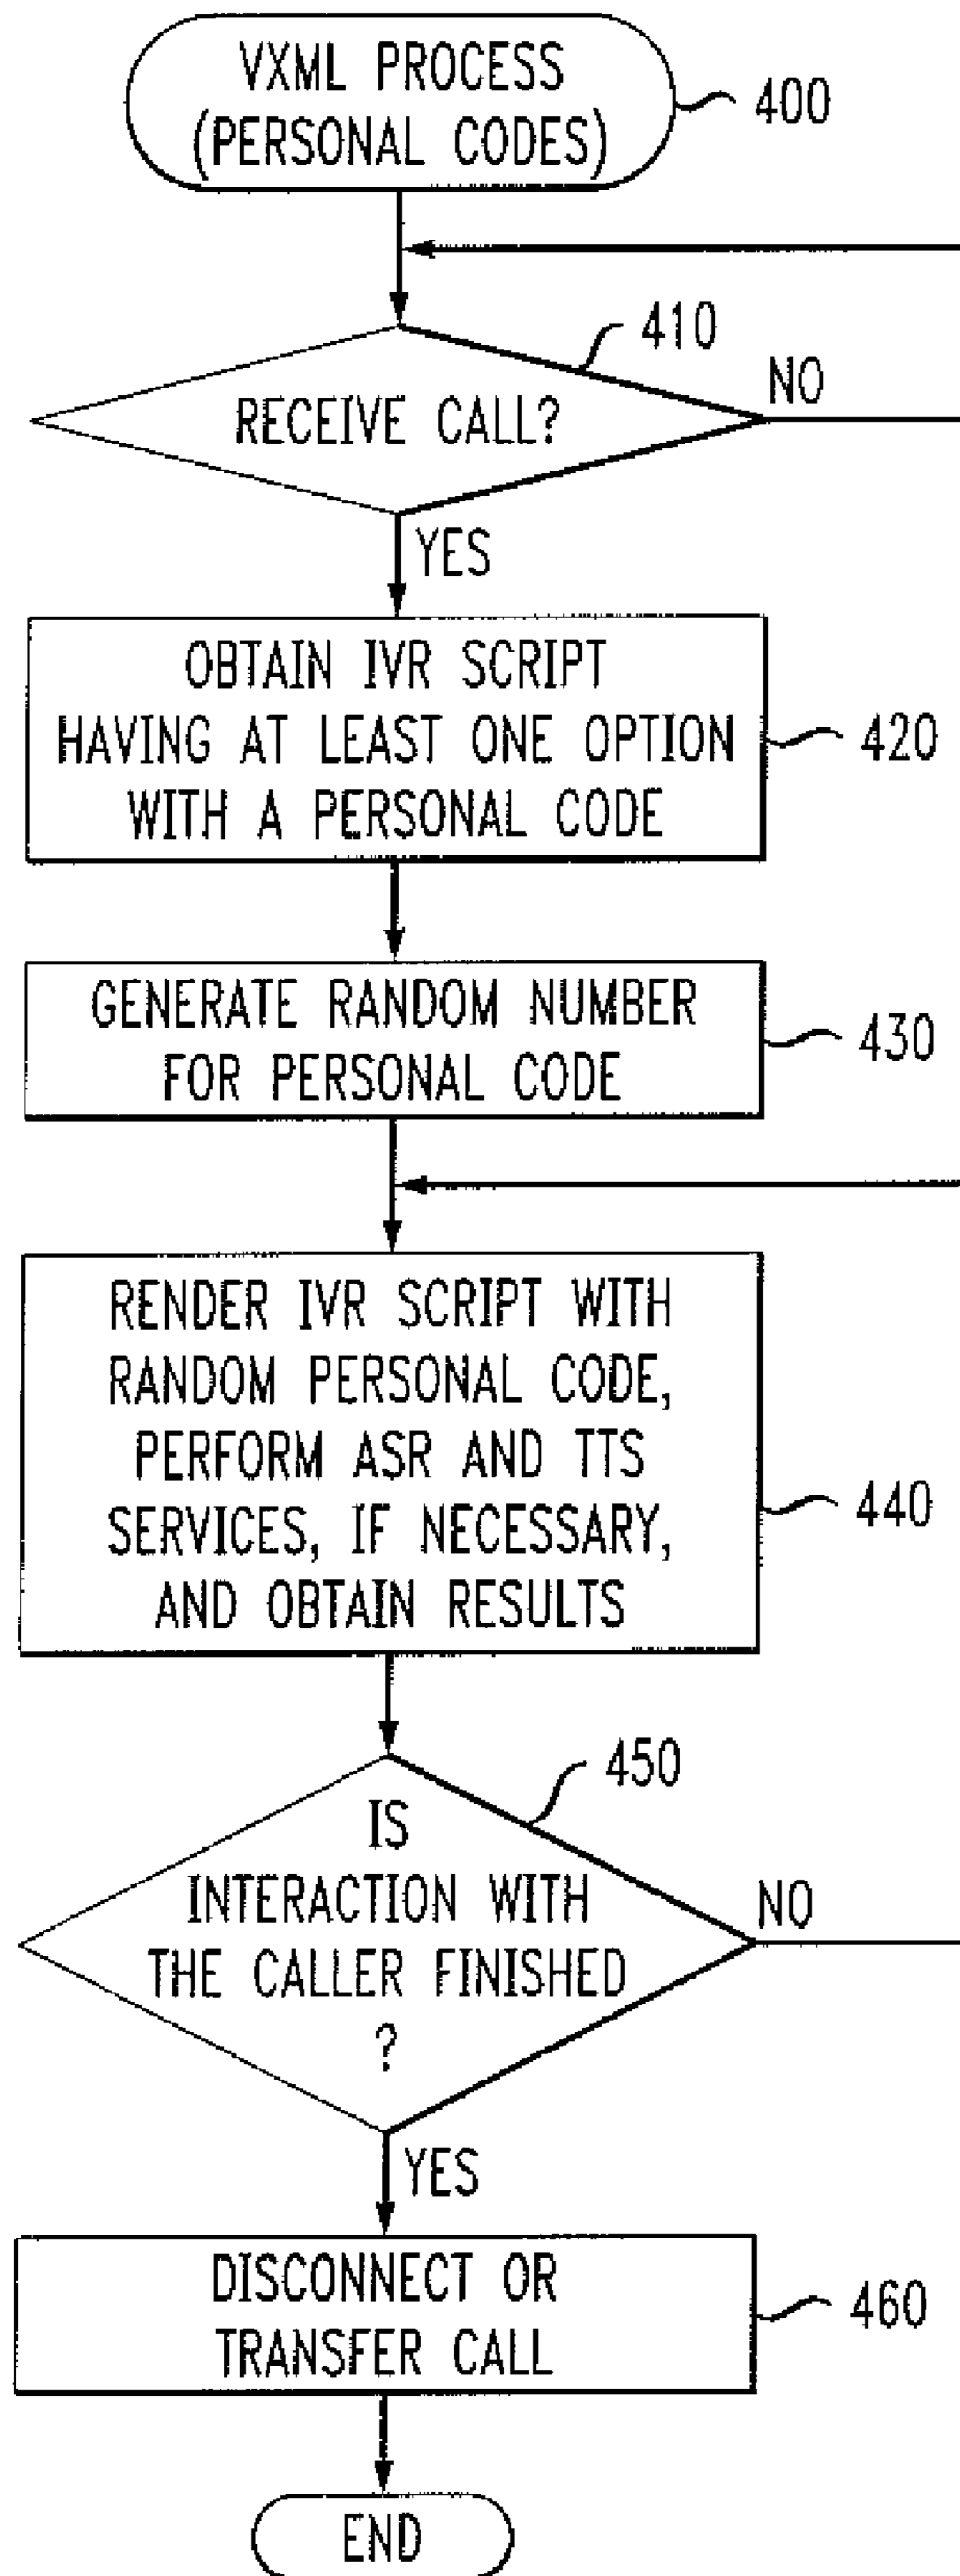 VXML PROCESS
(PERSONAL CODES)
400
410
RECEIVE CALL?
NO
YES
OBTAIN IVR SCRIPT
HAVING AT LEAST ONE OPTION
WITH A PERSONAL CODE
420
GENERATE RANDOM NUMBER
FOR PERSONAL CODE
430
RENDER IVR SCRIPT WITH
RANDOM PERSONAL CODE,
PERFORM ASR AND TTS
SERVICES, IF NECESSARY,
AND OBTAIN RESULTS
440
450
IS
INTERACTION WITH
THE CALLER FINISHED
?
NO
YES
DISCONNECT OR
TRANSFER CALL
460
END